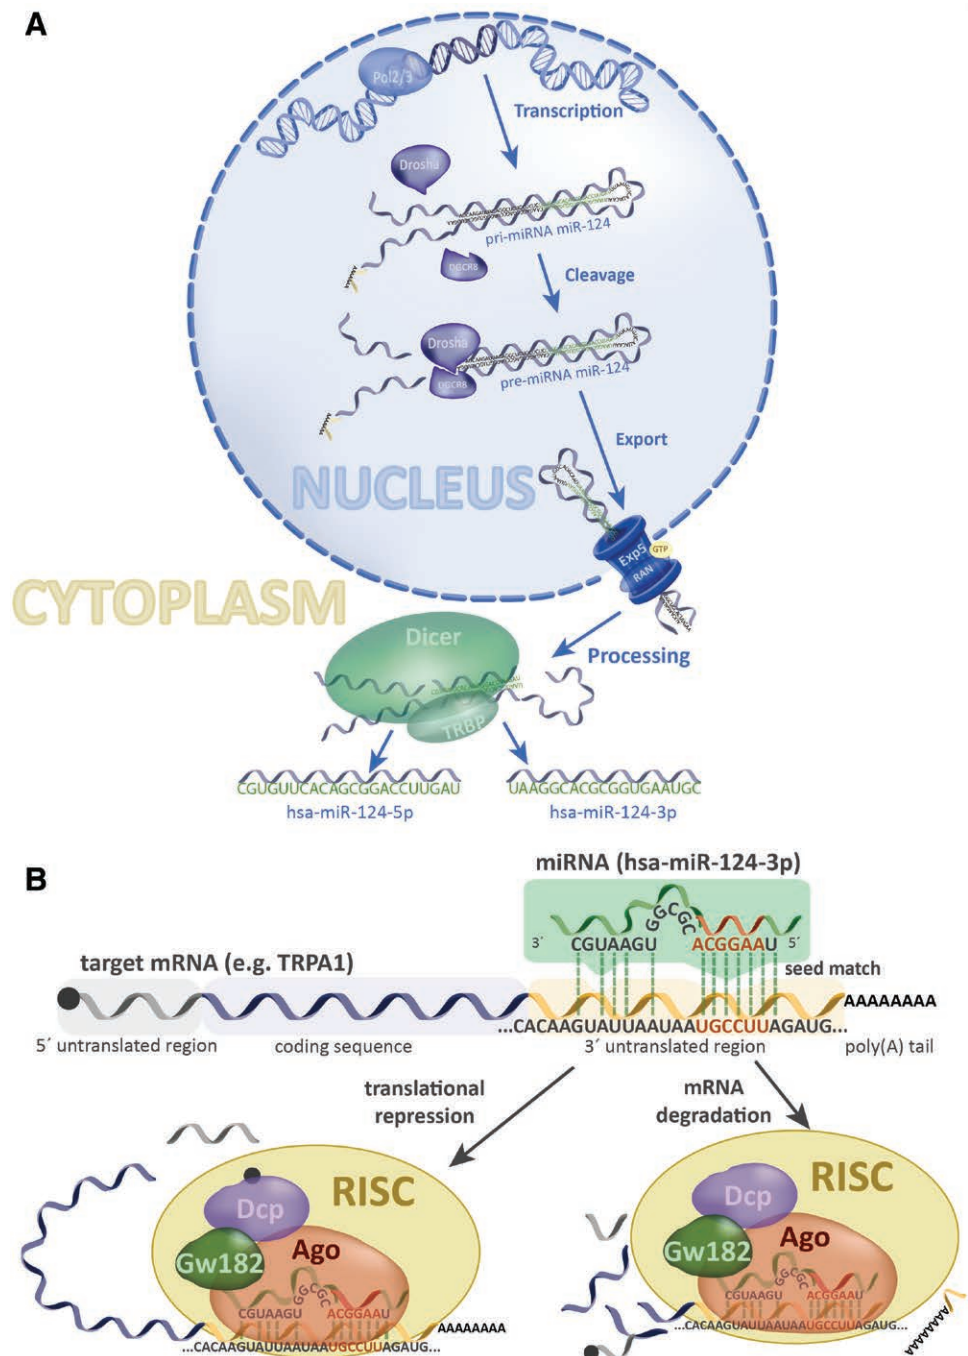 A
Pol2/3
Transcription
Drosha
pri-miRNA miR-124
DGCR8
Cleavage
Drosha
DGCR8
pre-miRNA miR-124
Export
NUCLEUS
Exp5
GTP
RAN
CYTOPLASM
Dicer
Processing
TRBP
CGUGUUCACAGCGGACCUUGAU
UAAGGCACGCGGUGAAUGC
hsa-miR-124-5p
hsa-miR-124-3p
B
miRNA (hsa-miR-124-3p)
3´ CGUAAGU GGCGC ACGGAAU 5´
target mRNA (e.g. TRPA1)
seed match
AAAAAAAA
...CACAAGUAUUAAUAAUGCCUUAGAUG...
5´ untranslated region
coding sequence
3´ untranslated region
poly(A) tail
translational
repression
mRNA
degradation
RISC
Dcp
Gw182
Ago
GGCGC
CGUAAGU ACGGAAU
AAAAAAAA
...CACAAGUAUUAAUAAUGCCUUAGAUG...
RISC
Dcp
Gw182
Ago
GGCGC
CGUAAGU ACGGAAU
...CACAAGUAUUAAUAAUGCCUUAGAUG...
AAAAAAAA